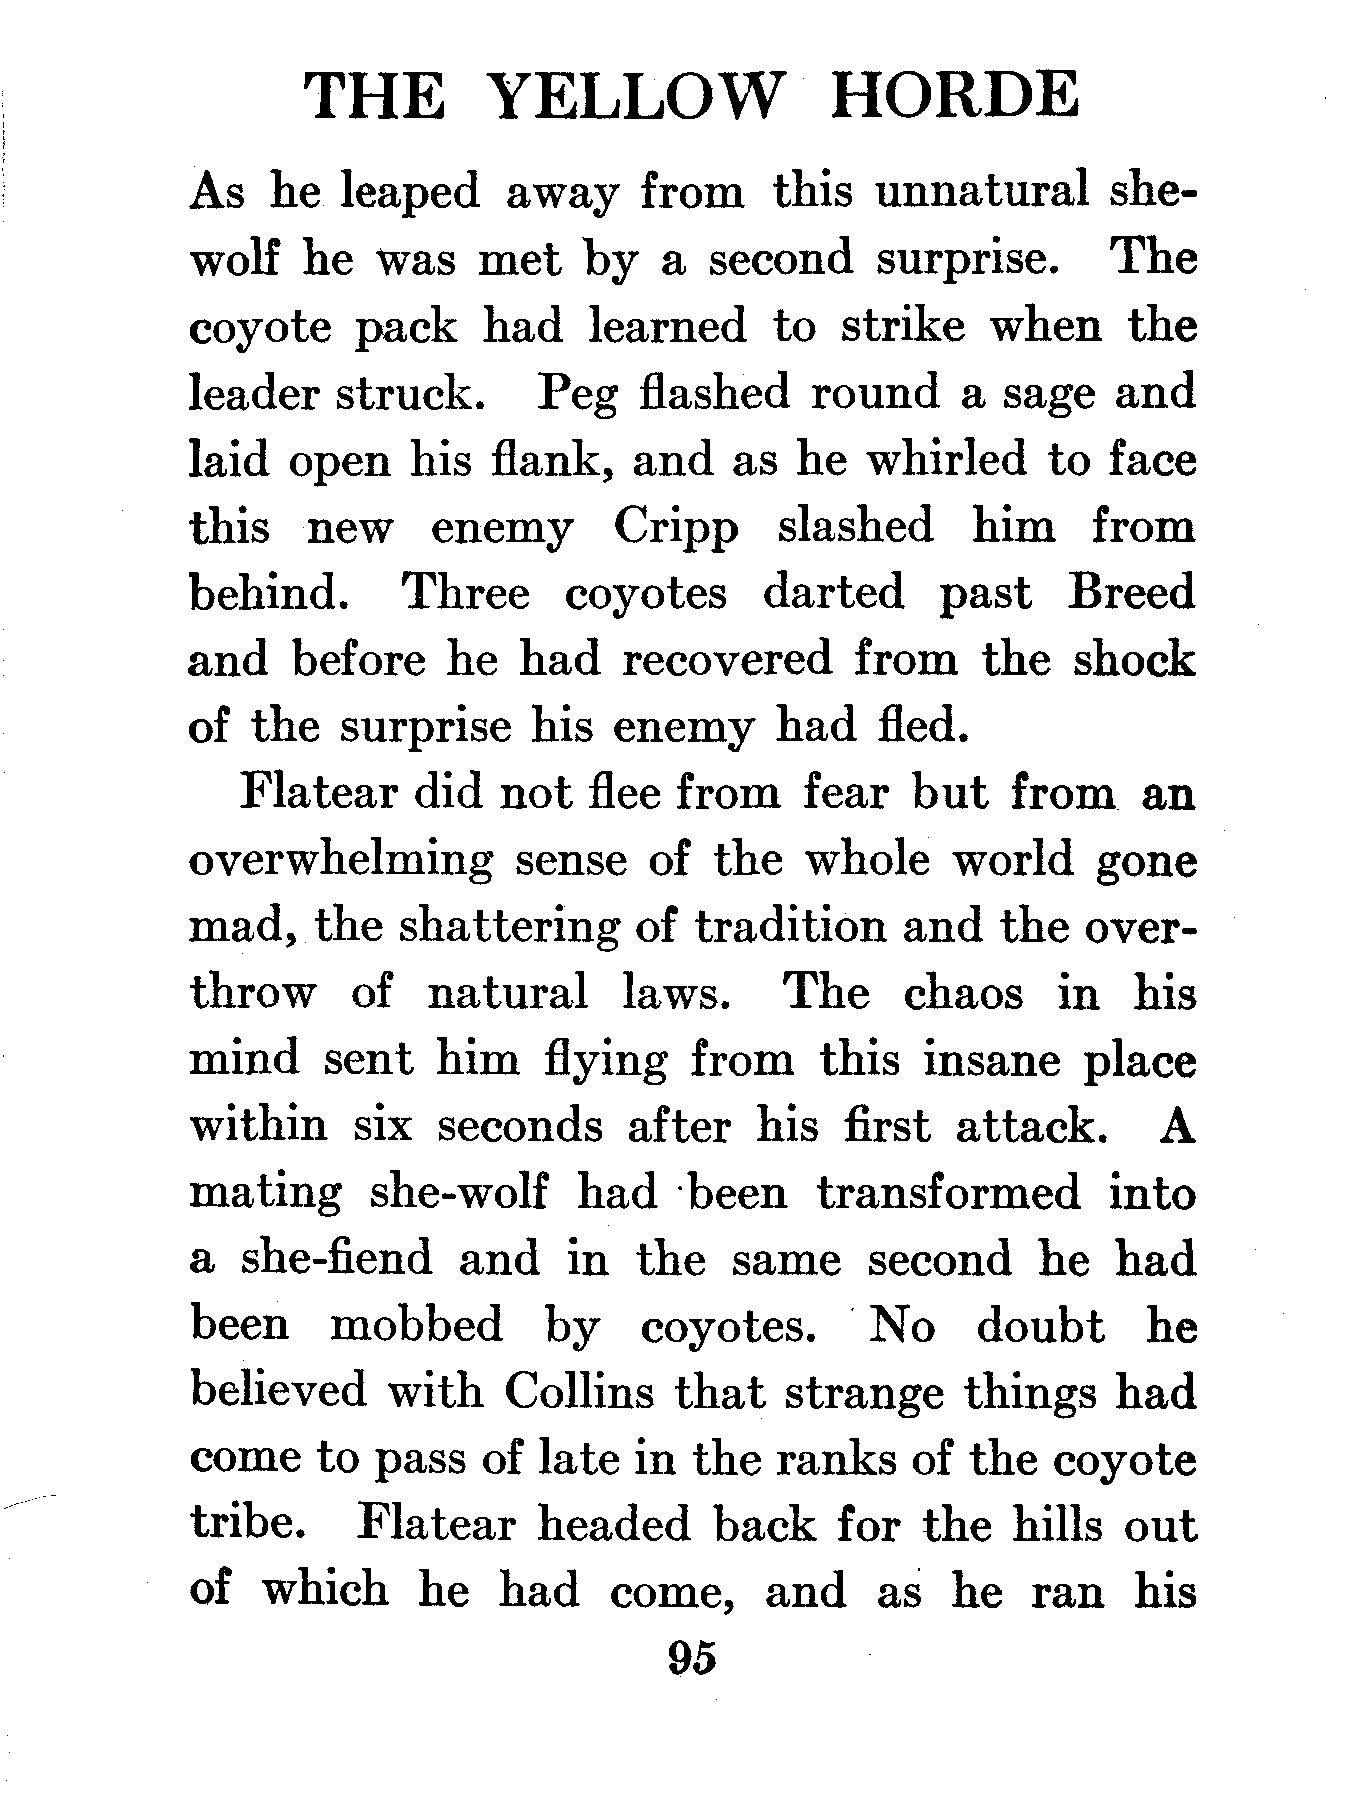 THE YELLOW HORDE
As he leaped away from this unnatural she-
wolf he was met by a second surprise. The
coyote pack had learned to strike when the
leader struck. Peg flashed round a sage and
laid open his flank, and as he whirled to face
this new enemy Cripp slashed him from
behind. Three coyotes darted past Breed
and before he had recovered from the shock
of the surprise his enemy had fled.
Flatear did not flee from fear but from an
overwhelming sense of the whole world gone
mad, the shattering of tradition and the over-
throw of natural laws. The chaos in his
mind sent him flying from this insane place
within six seconds after his first attack. A
mating she-wolf had been transformed into
a she-fiend and in the same second he had
been mobbed by coyotes. No doubt he
believed with Collins that strange things had
come to pass of late in the ranks of the coyote
tribe. Flatear headed back for the hills out
of which he had come, and as he ran his
95